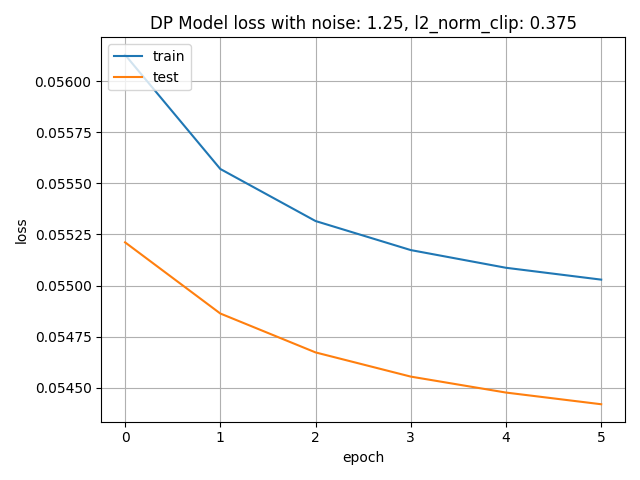 DP Model loss with noise: 1.25, l2_norm_clip: 0.375
train
test
0.05600
0.05575
0.05550
0.05525
0.05500
0.05475
0.05450
loss
0 1 2 3 4 5
epoch